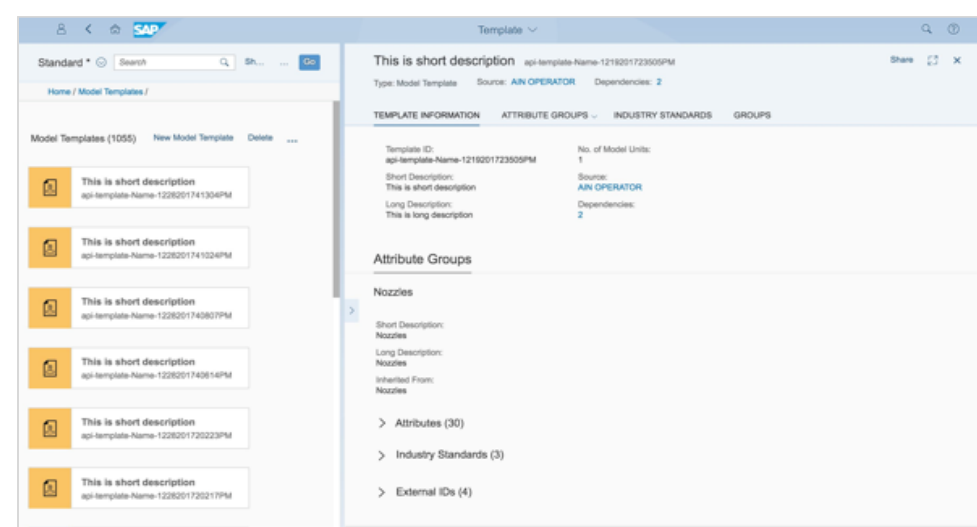 SAP
Template
Standard * Search Sh... ... Go
Home / Model Templates /
Model Templates (1055) New Model Template Delete ...
This is short description
api-template-Name-1228201741304PM
This is short description
api-template-Name-1228201741024PM
This is short description
api-template-Name-1228201740807PM
This is short description
api-template-Name-1228201740614PM
This is short description
api-template-Name-1228201720223PM
This is short description
api-template-Name-1228201720217PM
This is short description api-template-Name-1219201723505PM Share
Type: Model Template Source: AIN OPERATOR Dependencies: 2
TEMPLATE INFORMATION ATTRIBUTE GROUPS INDUSTRY STANDARDS GROUPS
Template ID: No. of Model Units:
api-template-Name-1219201723505PM 1
Short Description: Source:
This is short description AIN OPERATOR
Long Description: Dependencies:
This is long description 2
Attribute Groups
Nozzles
Short Description:
Nozzles
Long Description:
Nozzles
Inherited From:
Nozzles
Attributes (30)
Industry Standards (3)
External IDs (4)